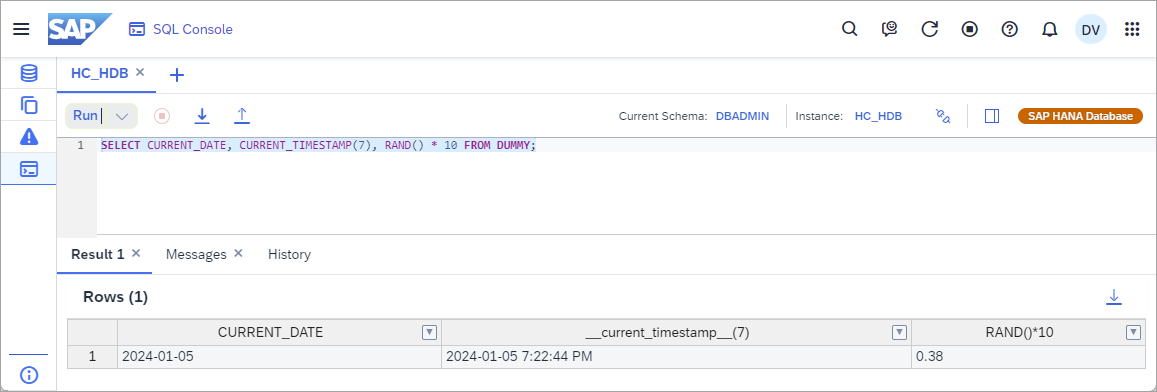 SAP SQL Console DV
HC_HDB
Run Current Schema: DBADMIN Instance: HC_HDB SAP HANA Database
1 SELECT CURRENT_DATE, CURRENT_TIMESTAMP(7), RAND() * 10 FROM DUMMY;
Result 1 Messages History
Rows (1)
CURRENT_DATE __current_timestamp__(7) RAND()*10
1 2024-01-05 2024-01-05 7:22:44 PM 0.38